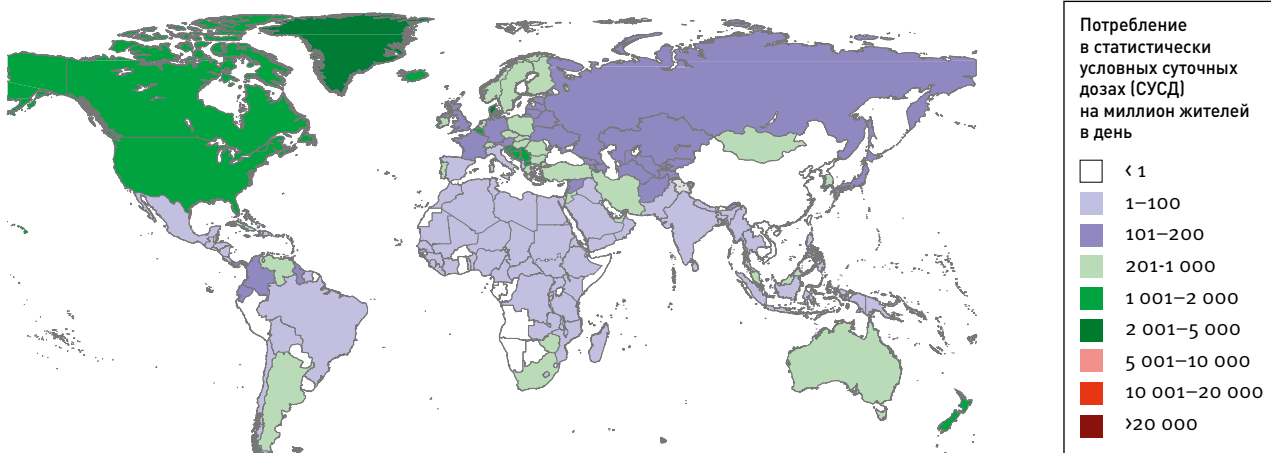 Потребление
в статистически
условных суточных
дозах (СУСД)
на миллион жителей
в день
‹ 1
1–100
101–200
201-1 000
1 001–2 000
2 001–5 000
5 001–10 000
10 001–20 000
›20 000